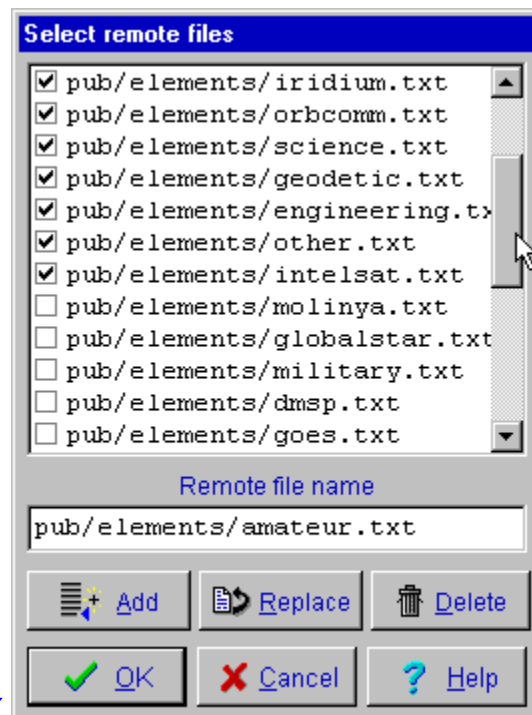 Select remote files
pub/elements/iridium.txt
pub/elements/orbcomm.txt
pub/elements/science.txt
pub/elements/geodetic.txt
pub/elements/engineering.tx
pub/elements/other.txt
pub/elements/intelsat.txt
pub/elements/molinya.txt
pub/elements/globalstar.txt
pub/elements/military.txt
pub/elements/dmsp.txt
pub/elements/goes.txt
Remote file name
pub/elements/amateur.txt
Add Replace Delete
OK Cancel Help